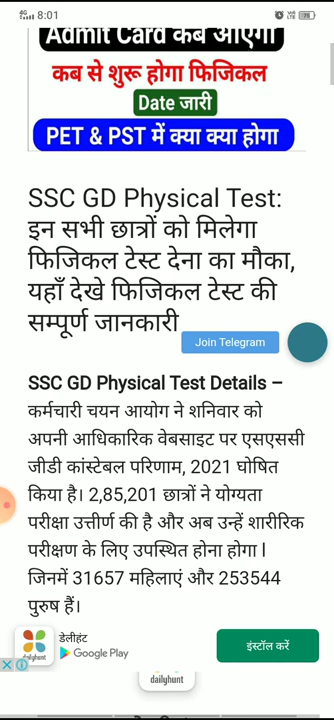 8:01
Admit Card कब आएगा
कब से शुरू होगा फिजिकल
Date जारी
PET & PST में क्या क्या होगा
SSC GD Physical Test:
इन सभी छात्रों को मिलेगा
फिजिकल टेस्ट देना का मौका,
यहाँ देखे फिजिकल टेस्ट की
सम्पूर्ण जानकारी
Join Telegram
SSC GD Physical Test Details –
कर्मचारी चयन आयोग ने शनिवार को
अपनी आधिकारिक वेबसाइट पर एसएससी
जीडी कांस्टेबल परिणाम, 2021 घोषित
किया है। 2,85,201 छात्रों ने योग्यता
परीक्षा उत्तीर्ण की है और अब उन्हें शारीरिक
परीक्षण के लिए उपस्थित होना होगा।
जिनमें 31657 महिलाएं और 253544
पुरुष हैं।
डेलीहंट
dailyhunt
Google Play
इंस्टॉल करें
dailyhunt